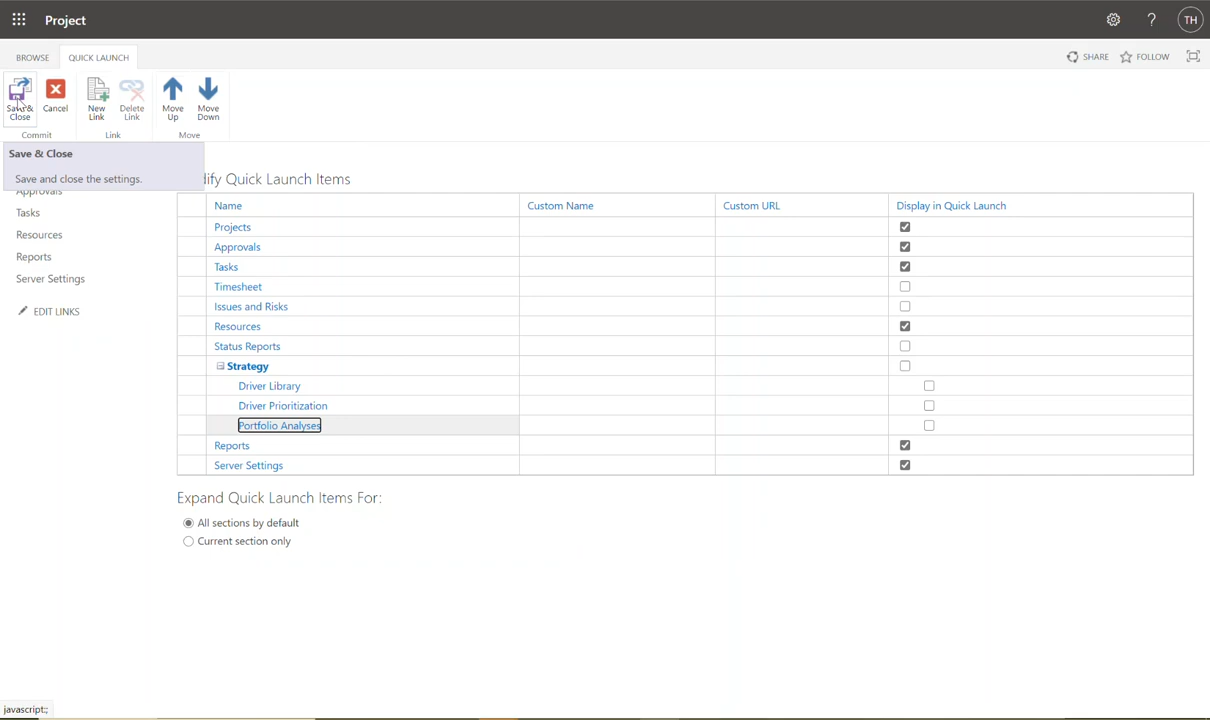 Project
TH
BROWSE
QUICK LAUNCH
SHARE
FOLLOW
Save &
Close
Cancel
New
Link
Delete
Link
Move
Up
Move
Down
Commit
Link
Move
Save & Close
Save and close the settings.
ify Quick Launch Items
Approvals
Tasks
Resources
Reports
Server Settings
EDIT LINKS
Name Custom Name Custom URL Display in Quick Launch
Projects
Approvals
Tasks
Timesheet
Issues and Risks
Resources
Status Reports
Strategy
Driver Library
Driver Prioritization
Portfolio Analyses
Reports
Server Settings
Expand Quick Launch Items For:
All sections by default
Current section only
javascript:;